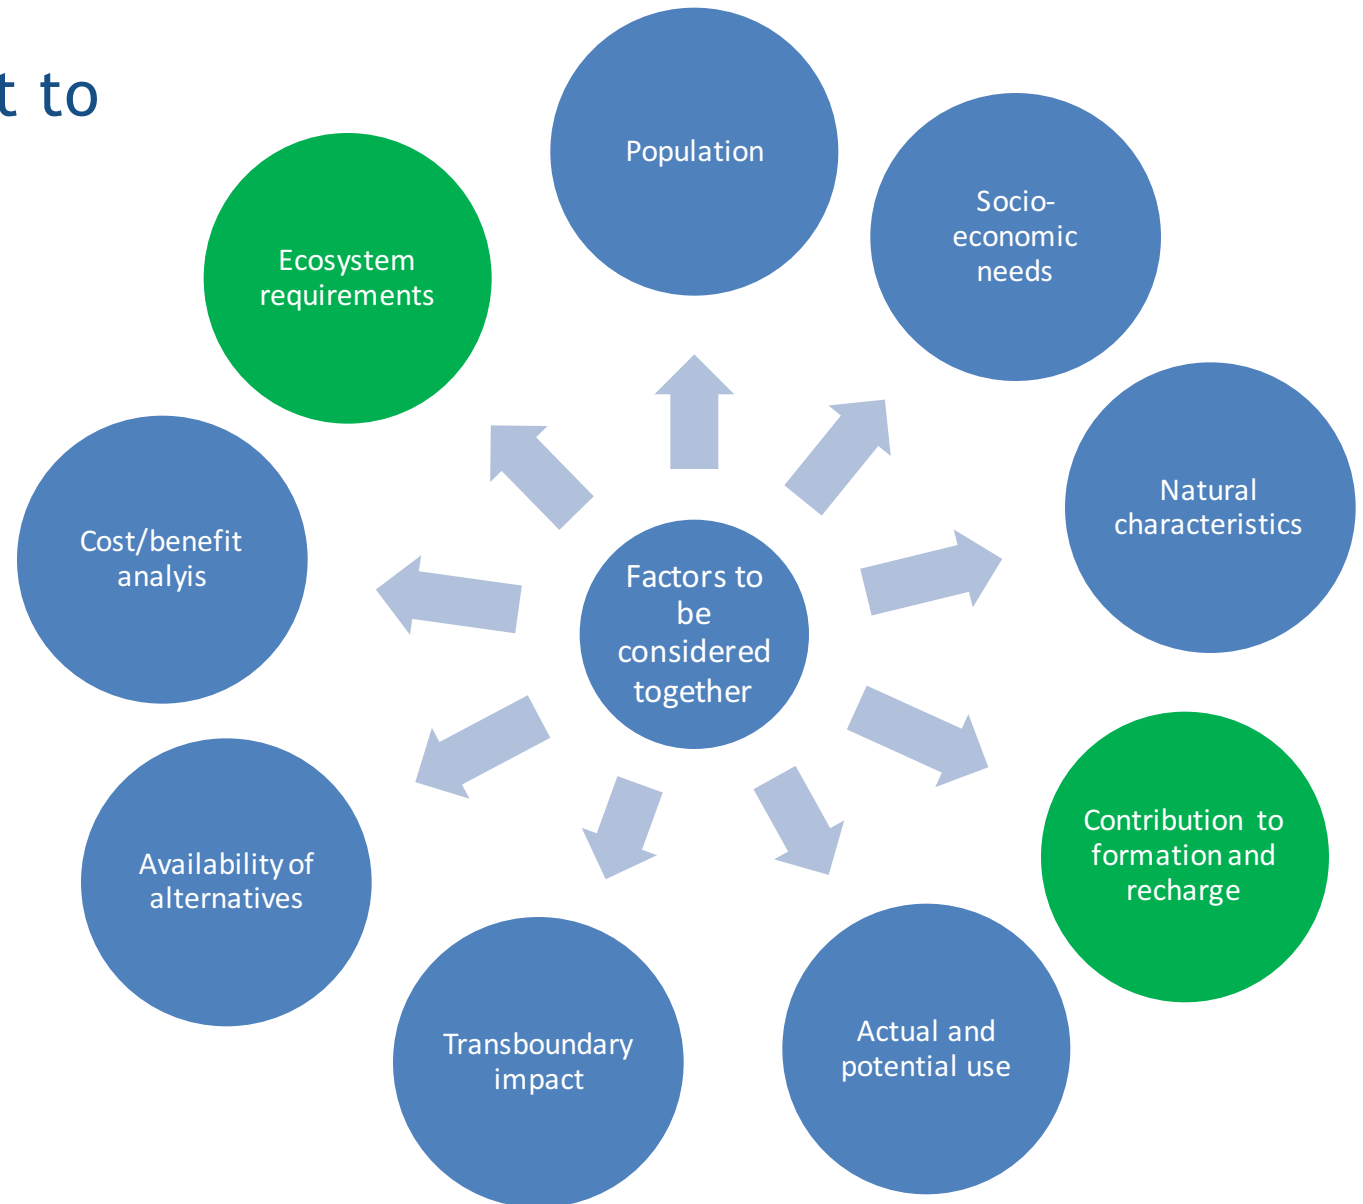 t to
Population
Socio-
economic
needs
Natural
characteristics
Contribution to
formation and
recharge
Actual and
potential use
Transboundary
impact
Availability of
alternatives
Cost/benefit
analyis
Ecosystem
requirements
Factors to
be
considered
together